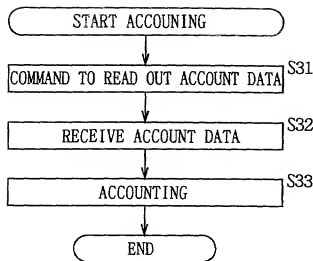 START ACCOUNING
COMMAND TO READ OUT ACCOUNT DATA S31
RECEIVE ACCOUNT DATA S32
ACCOUNTING S33
END